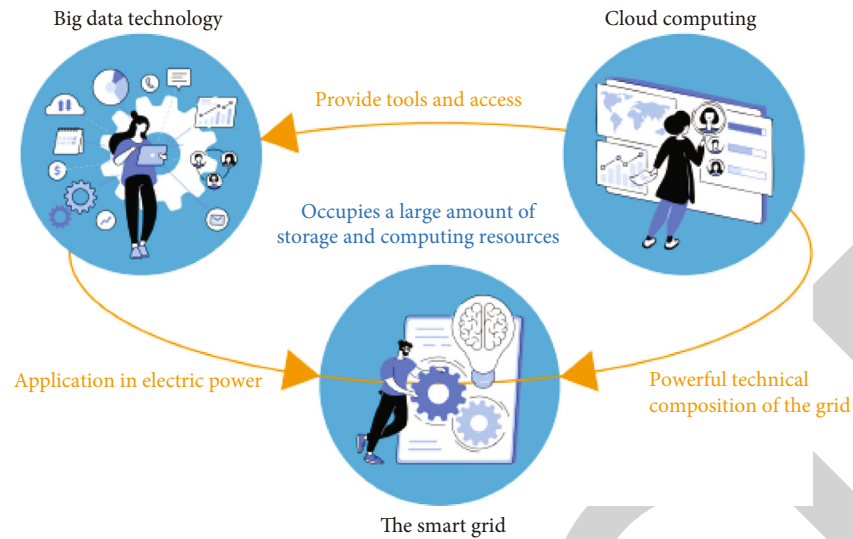 Big data technology
Cloud computing
Provide tools and access
Occupies a large amount of
storage and computing resources
Application in electric power
Powerful technical
composition of the grid
The smart grid